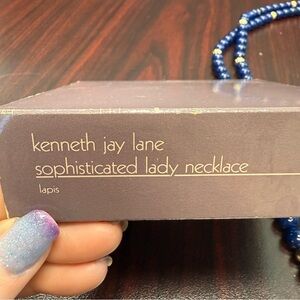 kenneth jay lane
sophisticated lady necklace
lapis